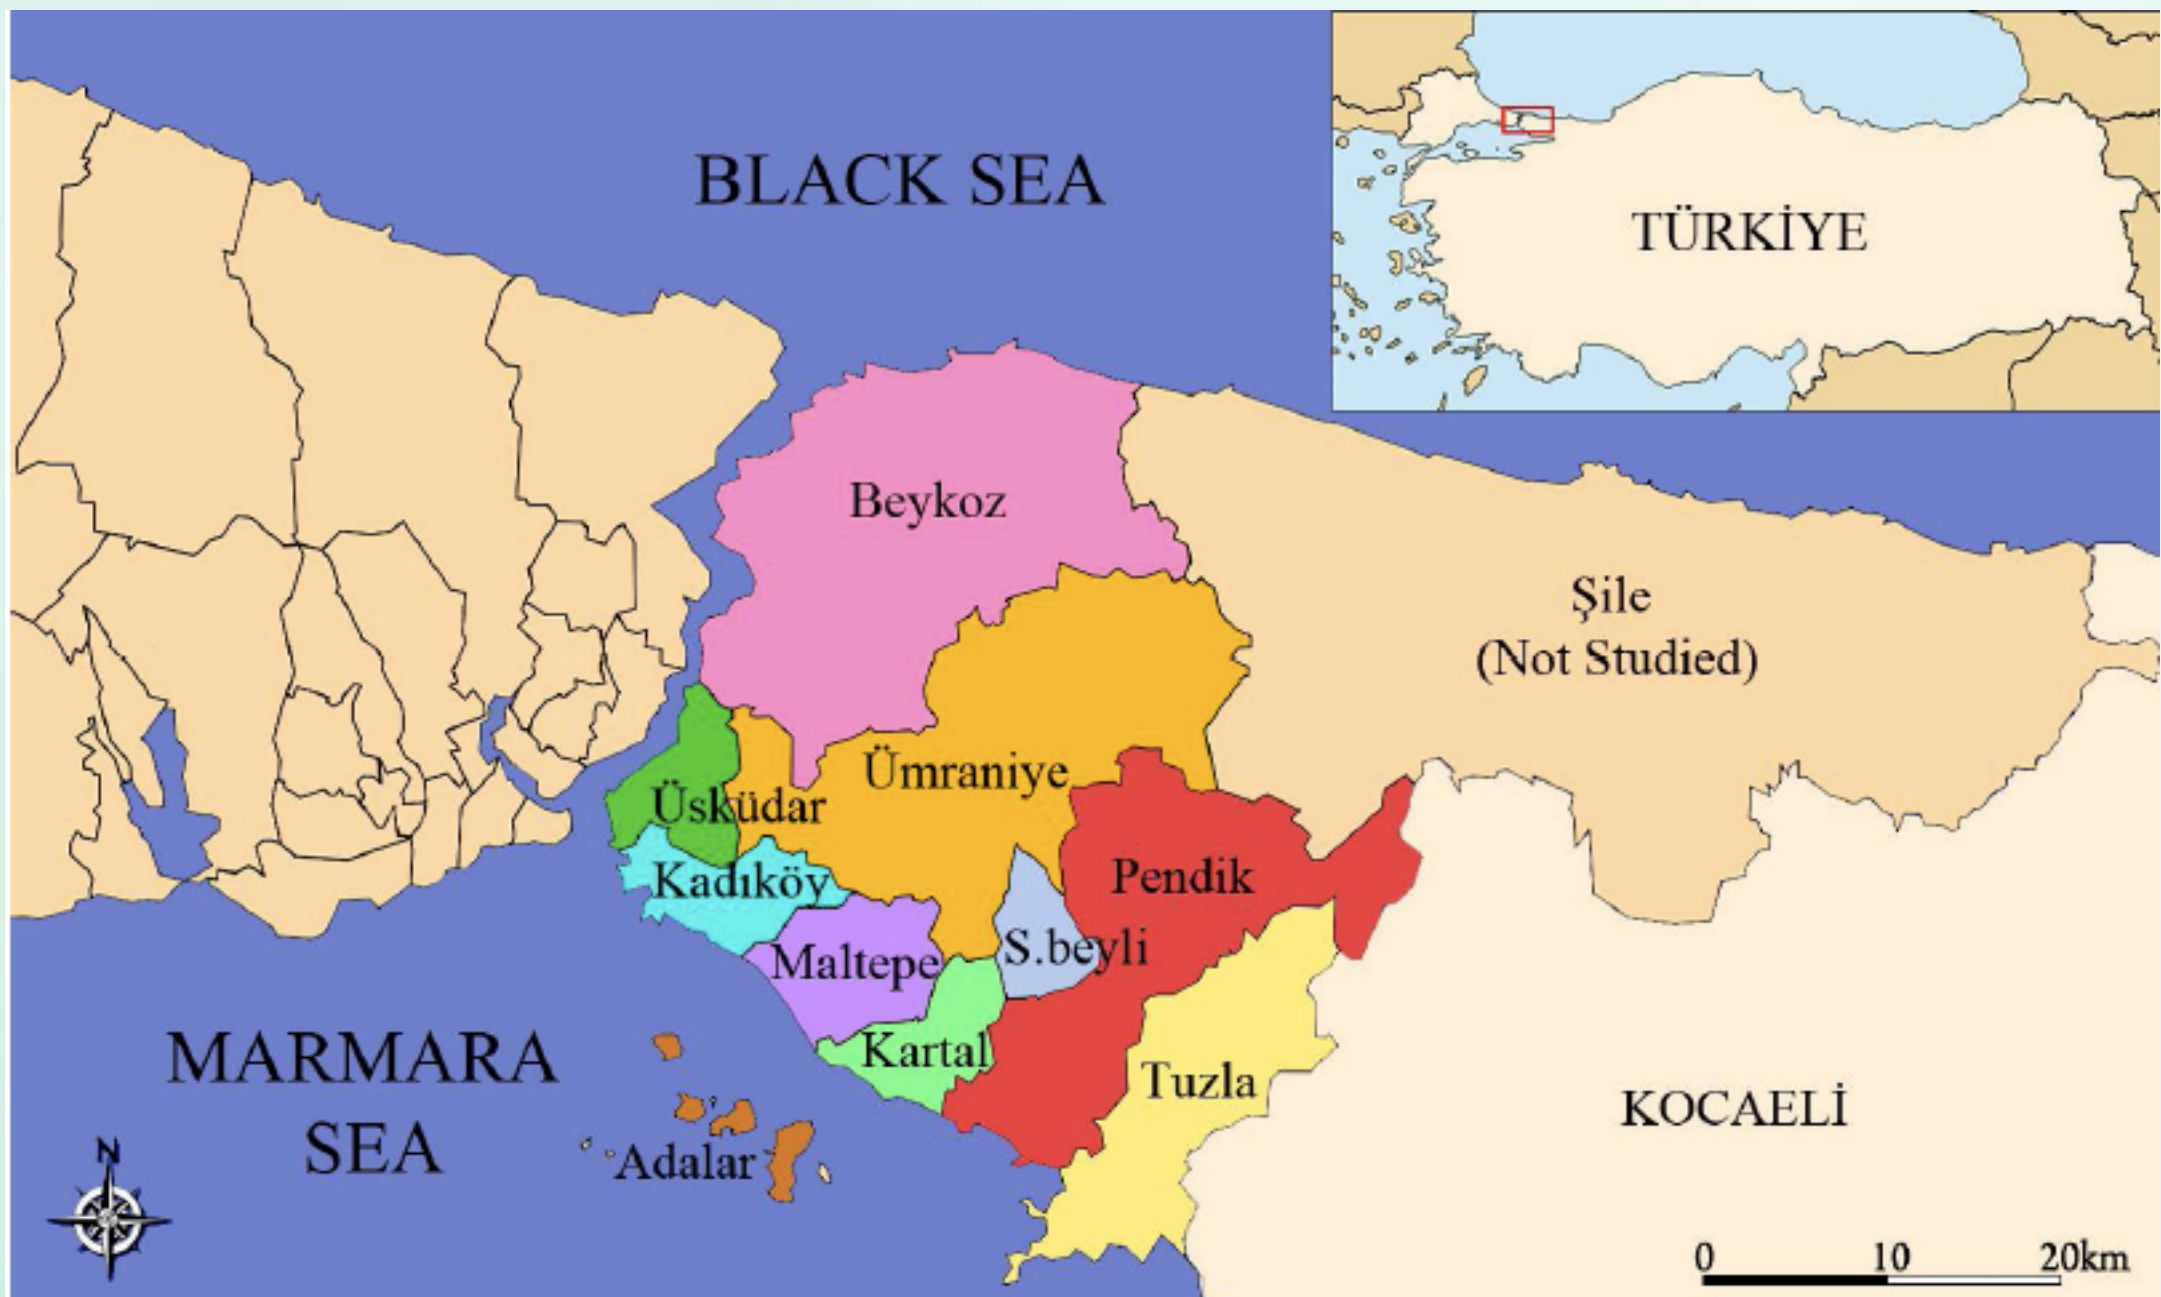 BLACK SEA
TÜRKİYE
Beykoz
Şile
(Not Studied)
Ümraniye
Üsküdar
Kadıköy
Pendik
S.beyli
Maltepe
Kartal
Tuzla
MARMARA
SEA
Adalar
KOCAELİ
N
0 10 20km